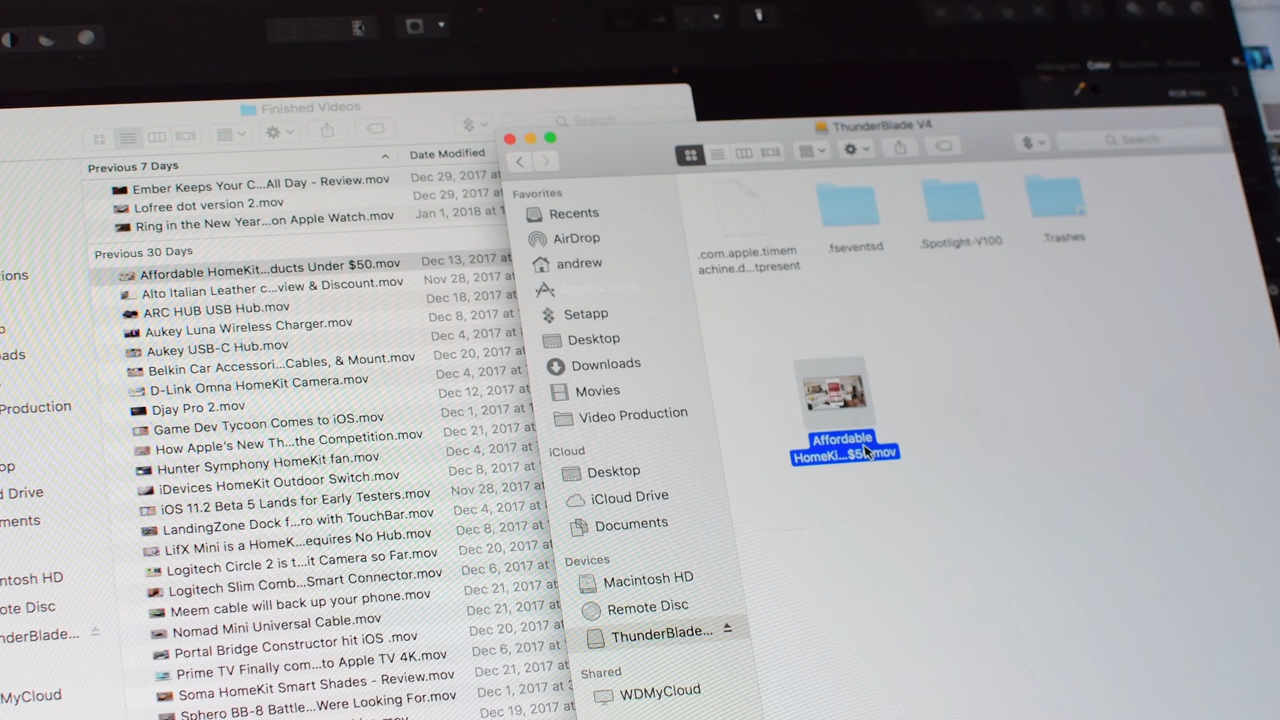 Color
Finished Videos
Search
Previous 7 Days
Date Modified
Ember Keeps Your C...All Day - Review.mov
Dec 29, 2017 at
Lofree dot version 2.mov
Dec 29, 2017 at
Ring in the New Year...on Apple Watch.mov
Jan 1, 2018 at
Previous 30 Days
Affordable HomeKit...ducts Under $50.mov
Dec 13, 2017 at
Alto Italian Leather c...view & Discount.mov
Nov 28, 2017 at
ARC HUB USB Hub.mov
Dec 18, 2017 at
Aukey Luna Wireless Charger.mov
Dec 8, 2017 at
Aukey USB-C Hub.mov
Dec 4, 2017 at
Belkin Car Accessori...Cables, & Mount.mov
Dec 20, 2017 at
D-Link Omna HomeKit Camera.mov
Dec 4, 2017 at
Djay Pro 2.mov
Dec 12, 2017 at
Game Dev Tycoon Comes to iOS.mov
Dec 1, 2017 at
How Apple's New Th...the Competition.mov
Dec 21, 2017 at
Hunter Symphony HomeKit fan.mov
Dec 4, 2017 at
iDevices HomeKit Outdoor Switch.mov
Dec 8, 2017 at
iOS 11.2 Beta 5 Lands for Early Testers.mov
Nov 28, 2017 at
LandingZone Dock f...ro with TouchBar.mov
Dec 4, 2017 at
LifX Mini is a HomeK...equires No Hub.mov
Dec 8, 2017 at
Logitech Circle 2 is t...it Camera so Far.mov
Dec 20, 2017 at
Logitech Slim Comb...Smart Connector.mov
Dec 6, 2017 at
Meem cable will back up your phone.mov
Dec 21, 2017 at
Nomad Mini Universal Cable.mov
Dec 21, 2017 at
Portal Bridge Constructor hit iOS .mov
Dec 20, 2017 at
Prime TV Finally com...to Apple TV 4K.mov
Dec 6, 2017 at
Soma HomeKit Smart Shades - Review.mov
Dec 21, 2017 at
Sphero BB-8 Battle...Were Looking For.mov
Dec 1, 2017 at
Dec 19, 2017 at
ions
ads
Production
op
d Drive
ments
ntosh HD
ote Disc
nderBlade...
MyCloud
ThunderBlade V4
Search
Favorites
Recents
AirDrop
andrew
Applications
Setapp
Desktop
Downloads
Movies
Video Production
iCloud
Desktop
iCloud Drive
Documents
Devices
Macintosh HD
Remote Disc
ThunderBlade...
Shared
WDMyCloud
.com.apple.timem
achine.d...tpresent
.fseventsd
.Spotlight-V100
.Trashes
Affordable
HomeKi...$50.mov